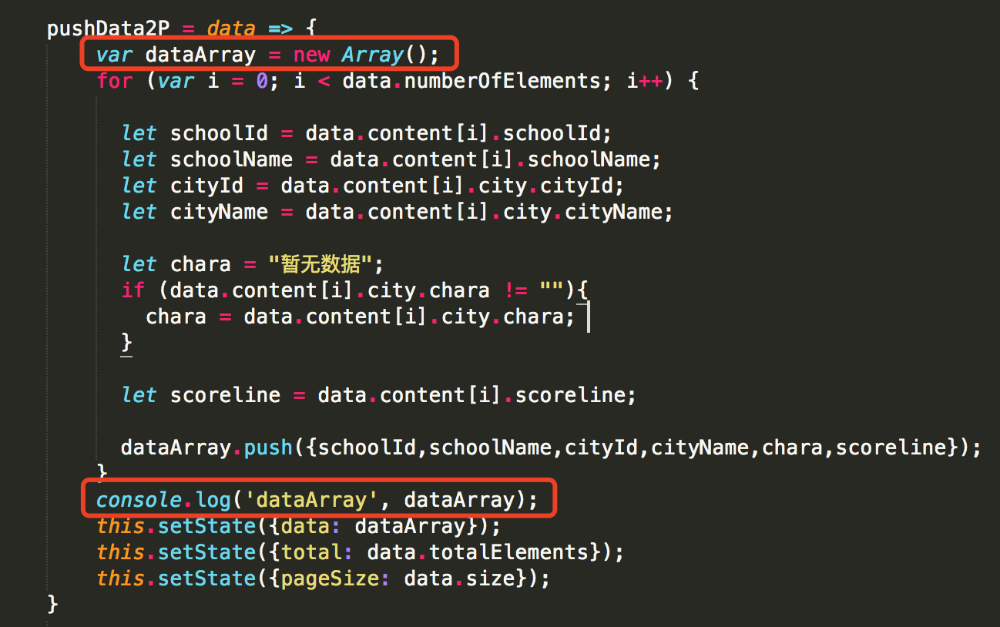 pushData2P = data => {
var dataArray = new Array();
for (var i = 0; i < data.numberOfElements; i++) {
let schoolId = data.content[i].schoolId;
let schoolName = data.content[i].schoolName;
let cityId = data.content[i].city.cityId;
let cityName = data.content[i].city.cityName;
let chara = "暂无数据";
if (data.content[i].city.chara != ""){
chara = data.content[i].city.chara;
}
let scoreline = data.content[i].scoreline;
dataArray.push({schoolId,schoolName,cityId,cityName,chara,scoreline});
}
console.log('dataArray', dataArray);
this.setState({data: dataArray});
this.setState({total: data.totalElements});
this.setState({pageSize: data.size});
}